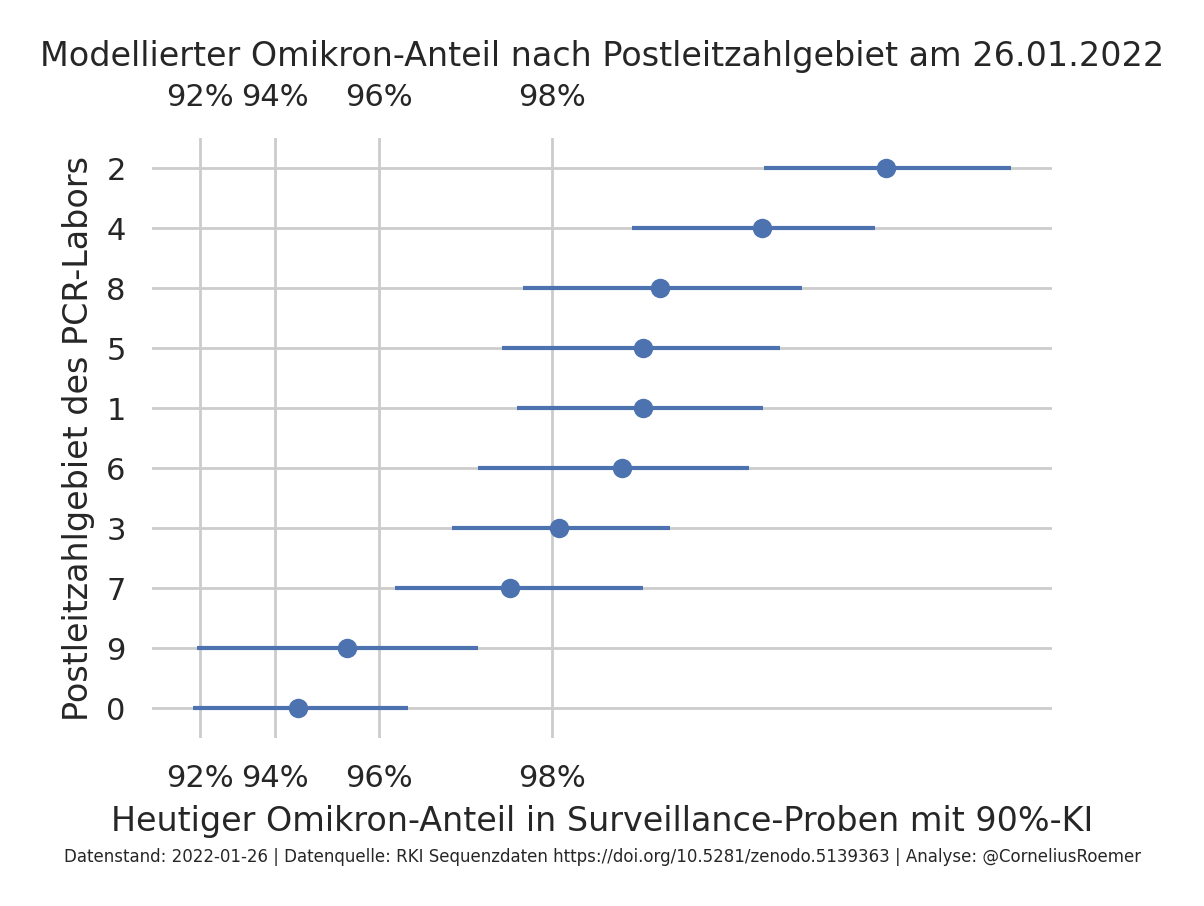 Modellierter Omikron-Anteil nach Postleitzahlgebiet am 26.01.2022
92% 94% 96% 98%
Postleitzahlgebiet des PCR-Labors
2
4
8
5
1
6
3
7
9
0
92% 94% 96% 98%
Heutiger Omikron-Anteil in Surveillance-Proben mit 90%-KI
Datenstand: 2022-01-26 | Datenquelle: RKI Sequenzdaten https://doi.org/10.5281/zenodo.5139363 | Analyse: @CorneliusRoemer